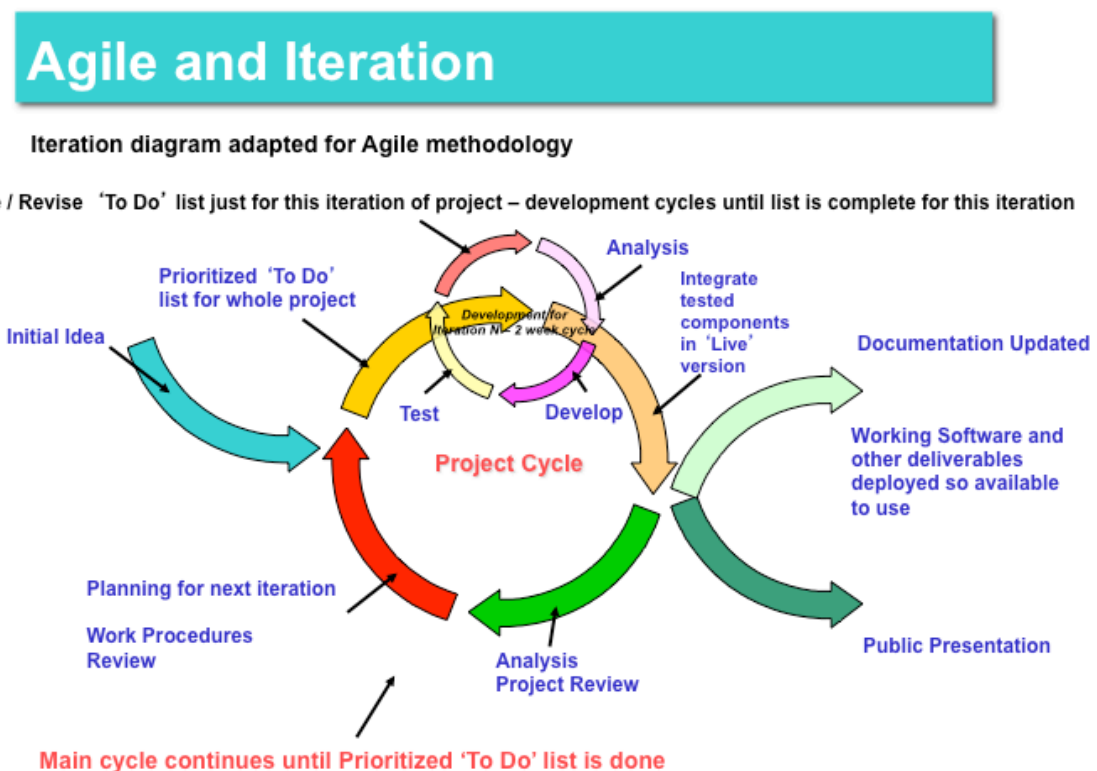 Agile and Iteration
Iteration diagram adapted for Agile methodology
/ Revise ‘To Do’ list just for this iteration of project – development cycles until list is complete for this iteration
Analysis
Prioritized ‘To Do’
list for whole project
Integrate
tested
components
in ‘Live’
version
Initial Idea
Development for
Iteration N – 2 week cycle
Documentation Updated
Test
Develop
Project Cycle
Working Software and
other deliverables
deployed so available
to use
Planning for next iteration
Work Procedures
Review
Public Presentation
Analysis
Project Review
Main cycle continues until Prioritized ‘To Do’ list is done